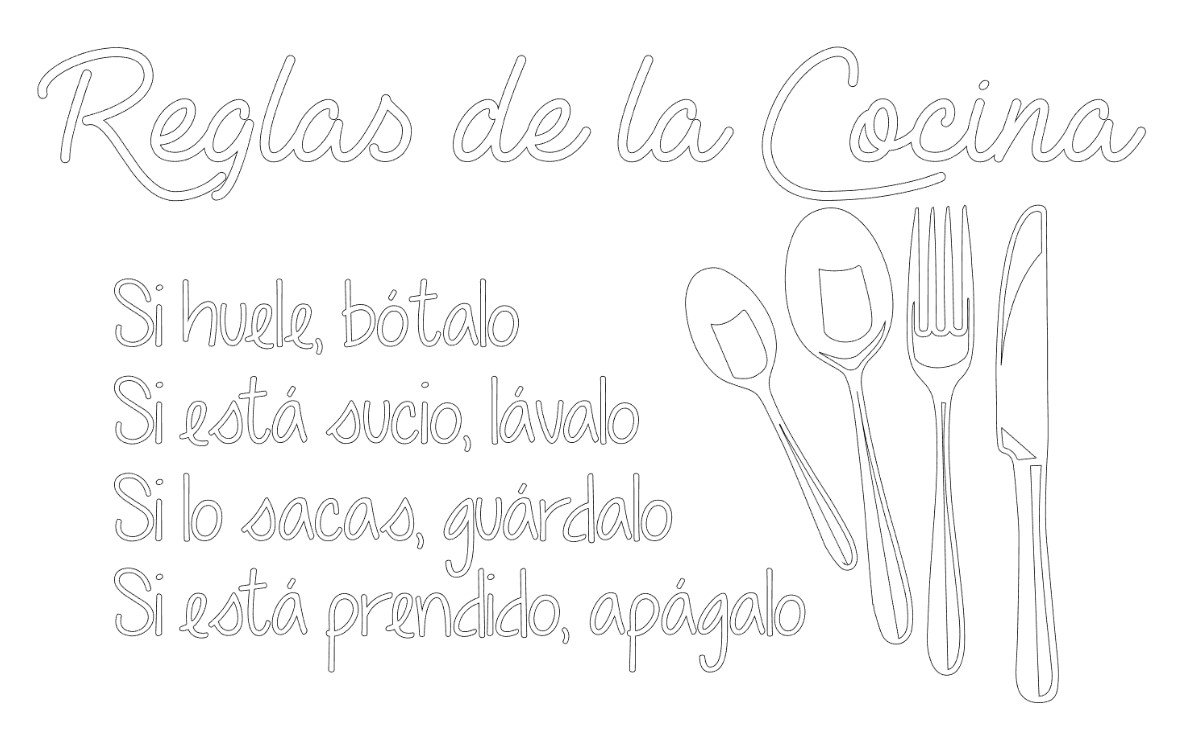 Reglas de la Cocina
Si huele, bótalo
Si está sucio, lávalo
Si lo sacas, guárdalo
Si está prendido, apágalo